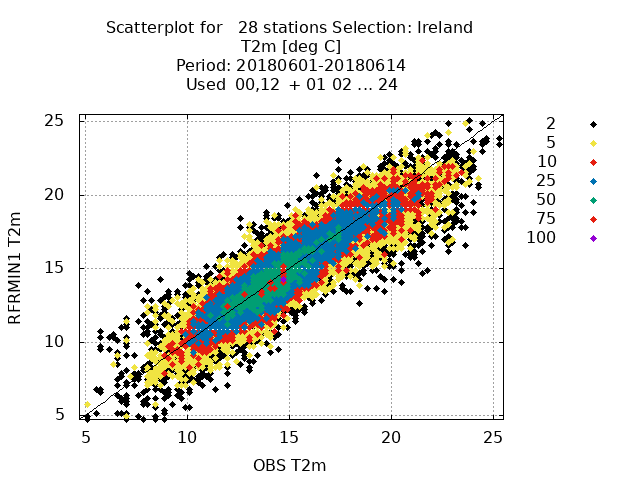 Scatterplot for 28 stations Selection: Ireland
T2m [deg C]
Period: 20180601-20180614
Used 00,12 + 01 02 ... 24
25
20
15
10
5
RFRMIN1 T2m
5 10 15 20 25
OBS T2m
2
5
10
25
50
75
100